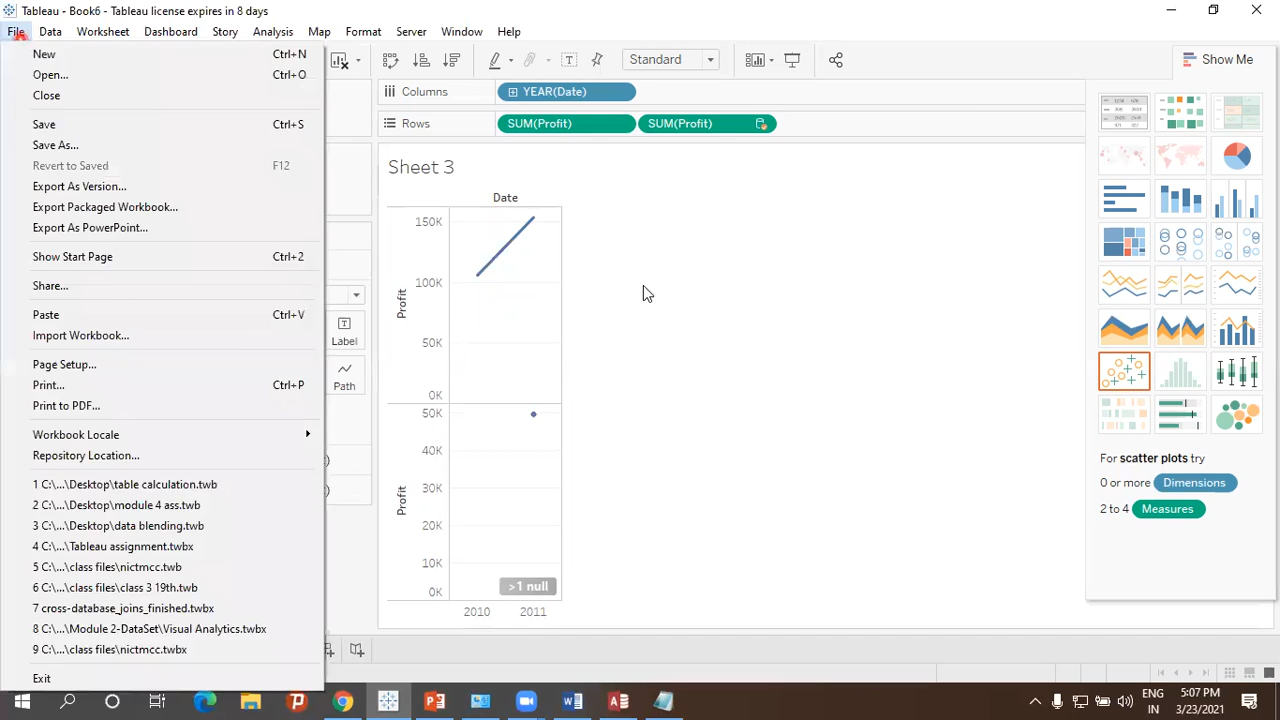 Tableau - Book6 - Tableau license expires in 8 days
File Data Worksheet Dashboard Story Analysis Map Format Server Window Help
New Ctrl+N
Open... Ctrl+O
Close
Save Ctrl+S
Save As...
Revert to Saved F12
Export As Version...
Export Packaged Workbook...
Export As PowerPoint...
Show Start Page Ctrl+2
Share...
Paste Ctrl+V
Import Workbook...
Page Setup...
Print... Ctrl+P
Print to PDF...
Workbook Locale
Repository Location...
1 C:\...\Desktop\table calculation.twb
2 C:\...\Desktop\module 4 ass.twb
3 C:\...\Desktop\data blending.twb
4 C:\...\Tableau assignment.twbx
5 C:\...\class files\nictmcc.twb
6 C:\...\class files\class 3 19th.twb
7 cross-database_joins_finished.twbx
8 C:\...\Module 2-DataSet\Visual Analytics.twbx
9 C:\...\class files\nictmcc.twbx
Exit
Label
Path
Standard
Show Me
Columns YEAR(Date)
Rows SUM(Profit) SUM(Profit)
Sheet 3
Date
150K
100K
50K
0K
Profit
50K
40K
30K
20K
10K
0K
Profit
>1 null
2010 2011
For scatter plots try
0 or more Dimensions
2 to 4 Measures
ENG
IN
5:07 PM
3/23/2021